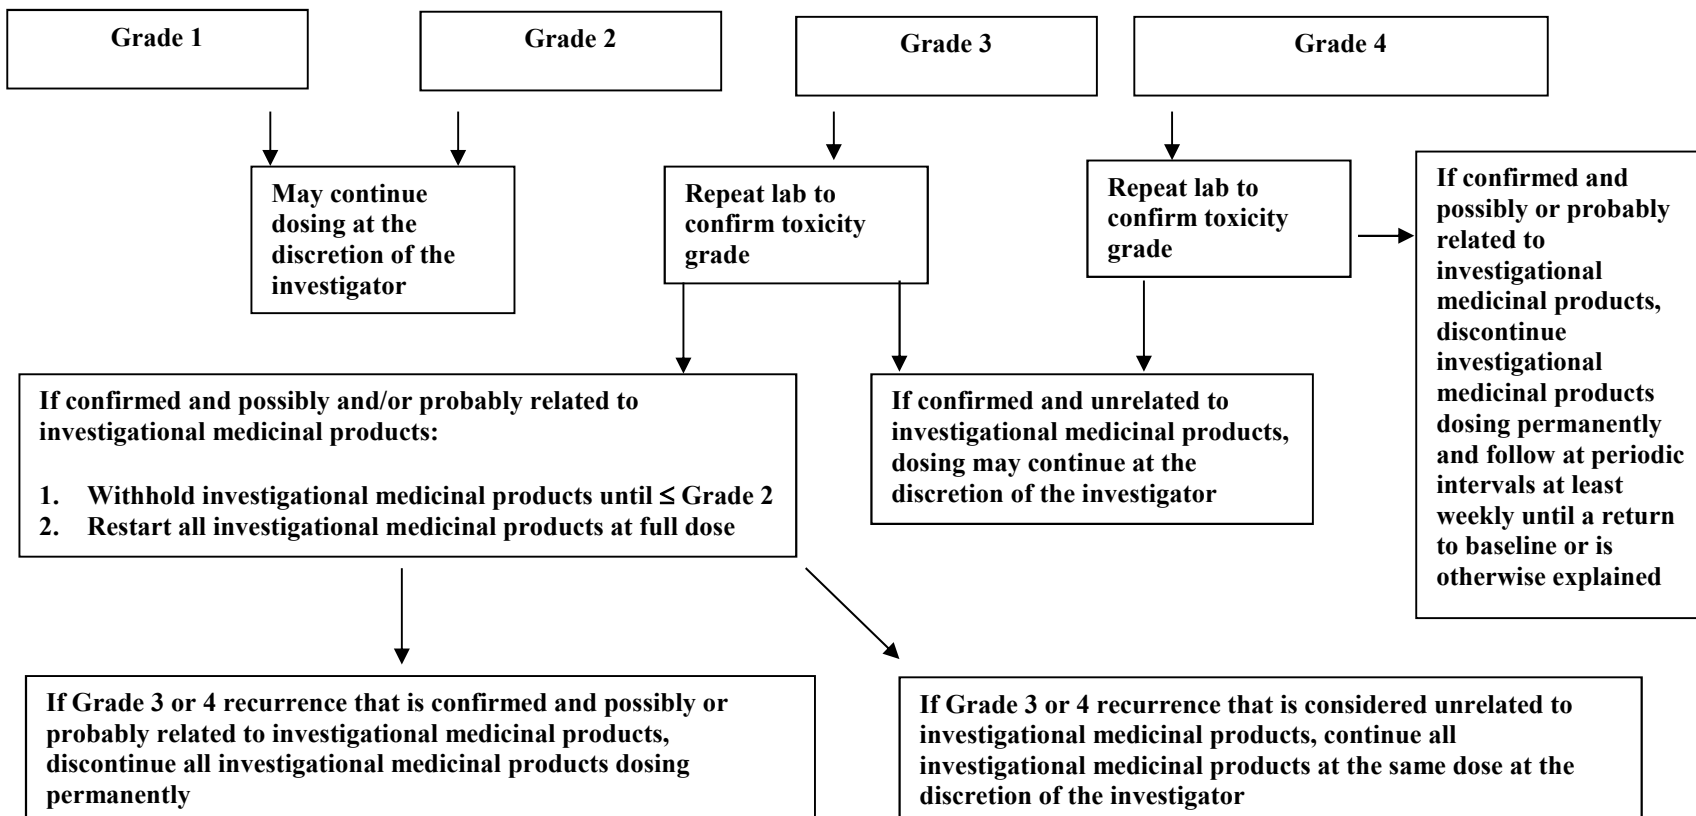 Grade 1
Grade 2
Grade 3
Grade 4
May continue
dosing at the
discretion of the
investigator
Repeat lab to
confirm toxicity
grade
Repeat lab to
confirm toxicity
grade
If confirmed and
possibly or probably
related to
investigational
medicinal products,
discontinue
investigational
medicinal products
dosing permanently
and follow at periodic
intervals at least
weekly until a return
to baseline or is
otherwise explained
If confirmed and possibly and/or probably related to
investigational medicinal products:
1. Withhold investigational medicinal products until ≤ Grade 2
2. Restart all investigational medicinal products at full dose
If confirmed and unrelated to
investigational medicinal products,
dosing may continue at the
discretion of the investigator
If Grade 3 or 4 recurrence that is confirmed and possibly or
probably related to investigational medicinal products,
discontinue all investigational medicinal products dosing
permanently
If Grade 3 or 4 recurrence that is considered unrelated to
investigational medicinal products, continue all
investigational medicinal products at the same dose at the
discretion of the investigator